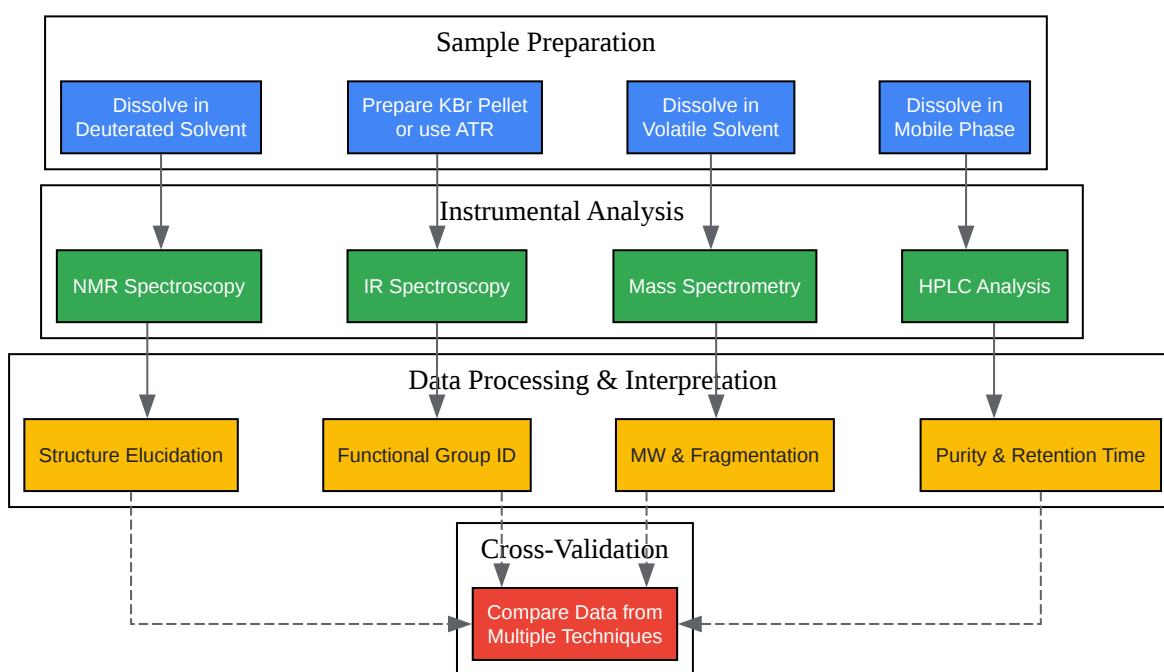 Sample Preparation
Dissolve in
Deuterated Solvent
Prepare KBr Pellet
or use ATR
Dissolve in
Volatile Solvent
Dissolve in
Mobile Phase
Instrumental Analysis
NMR Spectroscopy
IR Spectroscopy
Mass Spectrometry
HPLC Analysis
Data Processing & Interpretation
Structure Elucidation
Functional Group ID
MW & Fragmentation
Purity & Retention Time
Cross-Validation
Compare Data from
Multiple Techniques